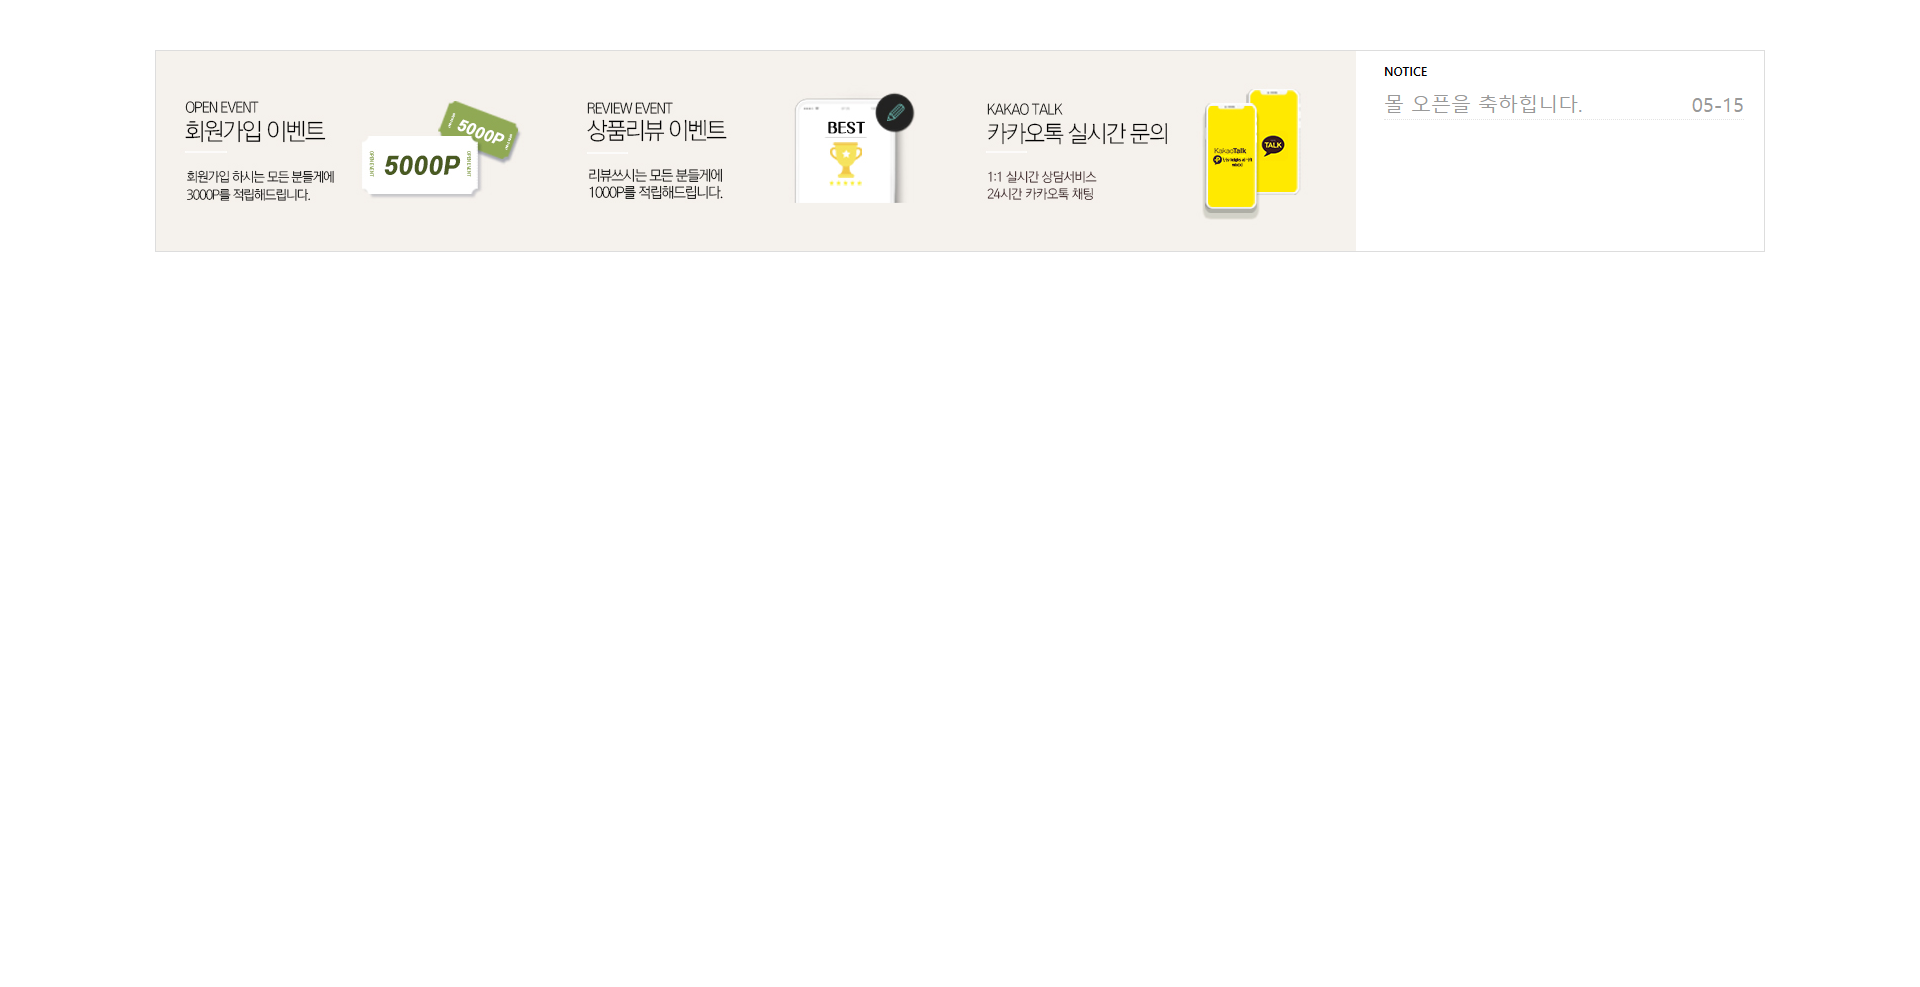 OPEN EVENT
회원가입 이벤트
회원가입 하시는 모든 분들게에
3000P를 적립해드립니다.
5000P
5000P
REVIEW EVENT
상품리뷰 이벤트
리뷰쓰시는 모든 분들게에
1000P를 적립해드립니다.
BEST
KAKAO TALK
카카오톡 실시간 문의
1:1 실시간 상담서비스
24시간 카카오톡 채팅
KakaoTalk
TALK
NOTICE
몰 오픈을 축하힙니다. 05-15